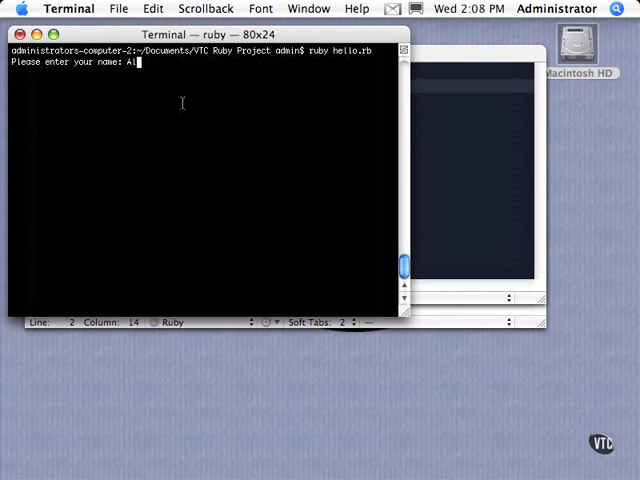 Terminal File Edit Scrollback Font Window Help Wed 2:08 PM Administrator
Terminal — ruby — 80x24
administrators-computer-2:~/Documents/VTC Ruby Project admin$ ruby hello.rb
Please enter your name: Al
Macintosh HD
Line: 2 Column: 14 Ruby Soft Tabs: 2 —
VTC